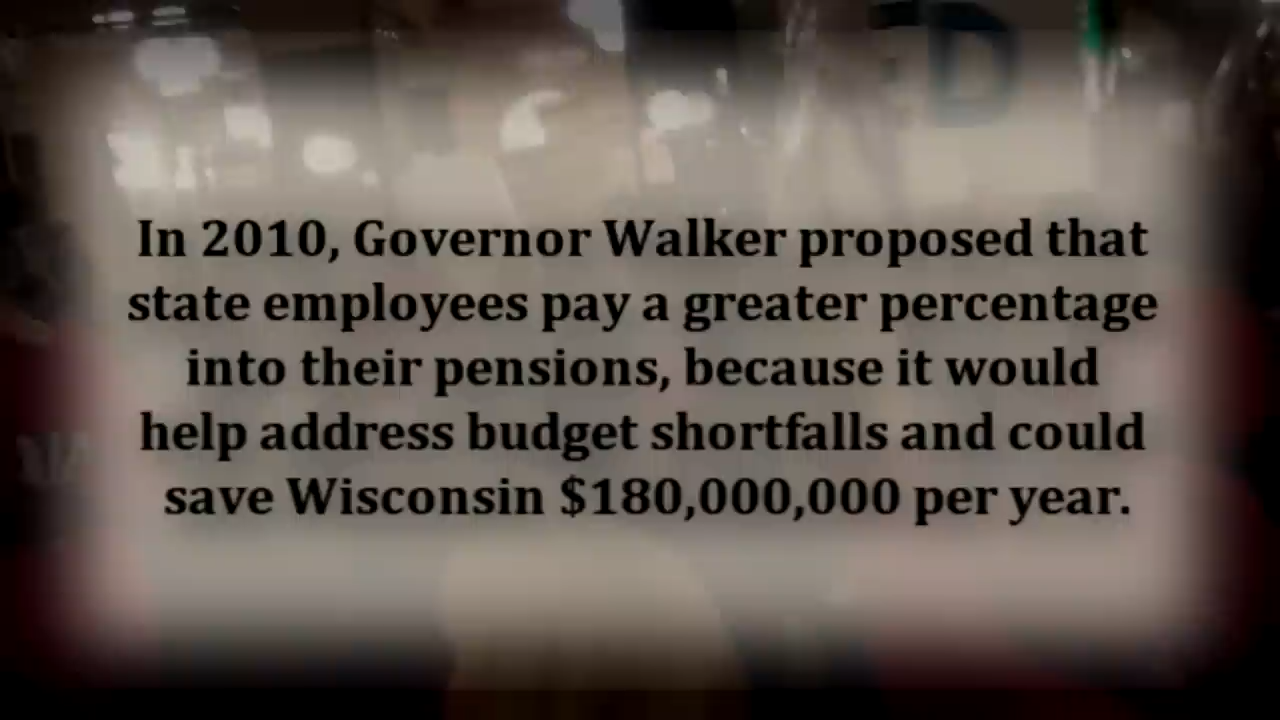 In 2010, Governor Walker proposed that
state employees pay a greater percentage
into their pensions, because it would
help address budget shortfalls and could
save Wisconsin $180,000,000 per year.